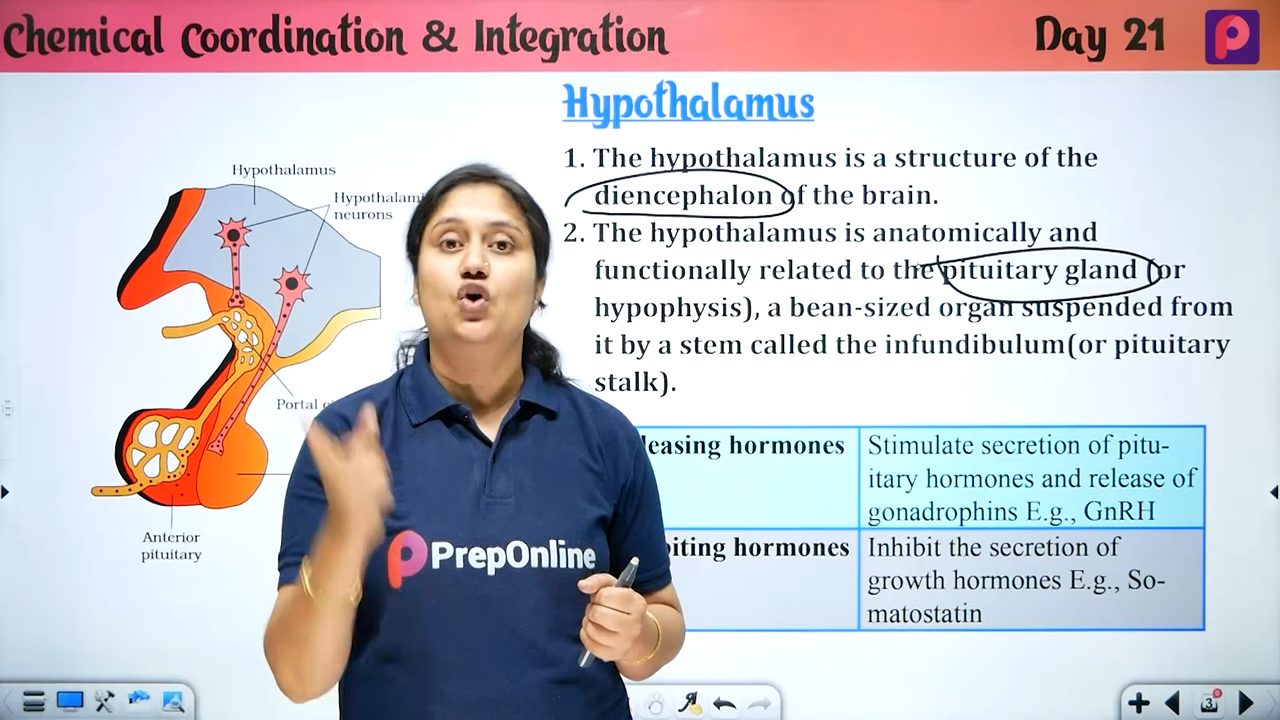 Chemical Coordination & Integration
Day 21
Hypothalamus
1. The hypothalamus is a structure of the
diencephalon of the brain.
2. The hypothalamus is anatomically and
functionally related to the pituitary gland (or
hypophysis), a bean-sized organ suspended from
it by a stem called the infundibulum(or pituitary
stalk).
Hypothalamus
neurons
Portal
Anterior
pituitary
hormones
Stimulate secretion of pitu-
itary hormones and release of
gonadrophins E.g., GnRH
hormones
Inhibit the secretion of
growth hormones E.g., So-
matostatin
PrepOnline
3